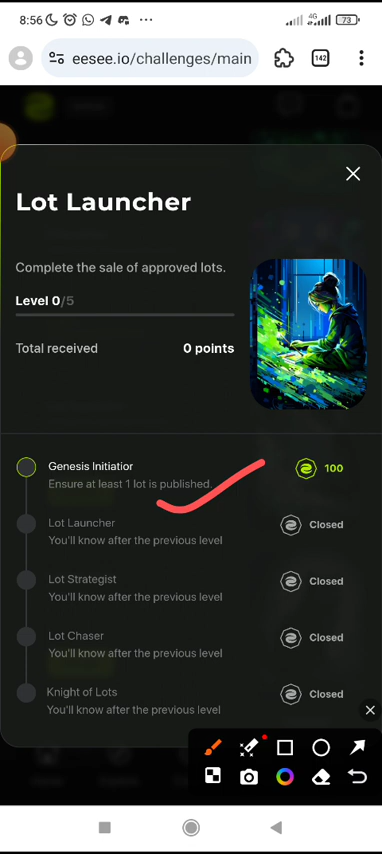 8:56
4G
73
eesee.io/challenges/main
142
Lot Launcher
Complete the sale of approved lots.
Level 0/5
Total received 0 points
Genesis Initiatior 100
Ensure at least 1 lot is published.
Lot Launcher Closed
You'll know after the previous level
Lot Strategist Closed
You'll know after the previous level
Lot Chaser Closed
You'll know after the previous level
Knight of Lots Closed
You'll know after the previous level